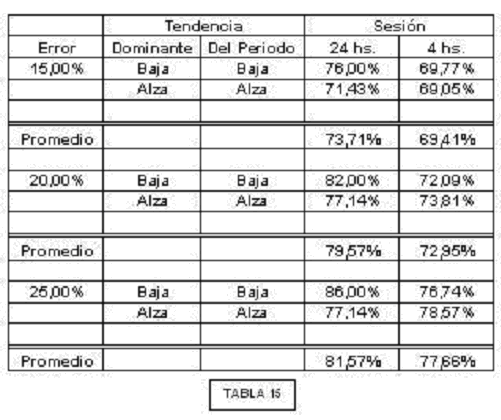 Tendencia Sesión
Error Dominante Del Periodo 24 hs. 4 hs.
15,00% Baja Baja 76,00% 69,77%
Alza Alza 71,43% 69,05%
Promedio 73,71% 69,41%
20,00% Baja Baja 82,00% 72,09%
Alza Alza 77,14% 73,81%
Promedio 79,57% 72,95%
25,00% Baja Baja 86,00% 76,74%
Alza Alza 77,14% 78,57%
Promedio 81,57% 77,66%
TABLA 15